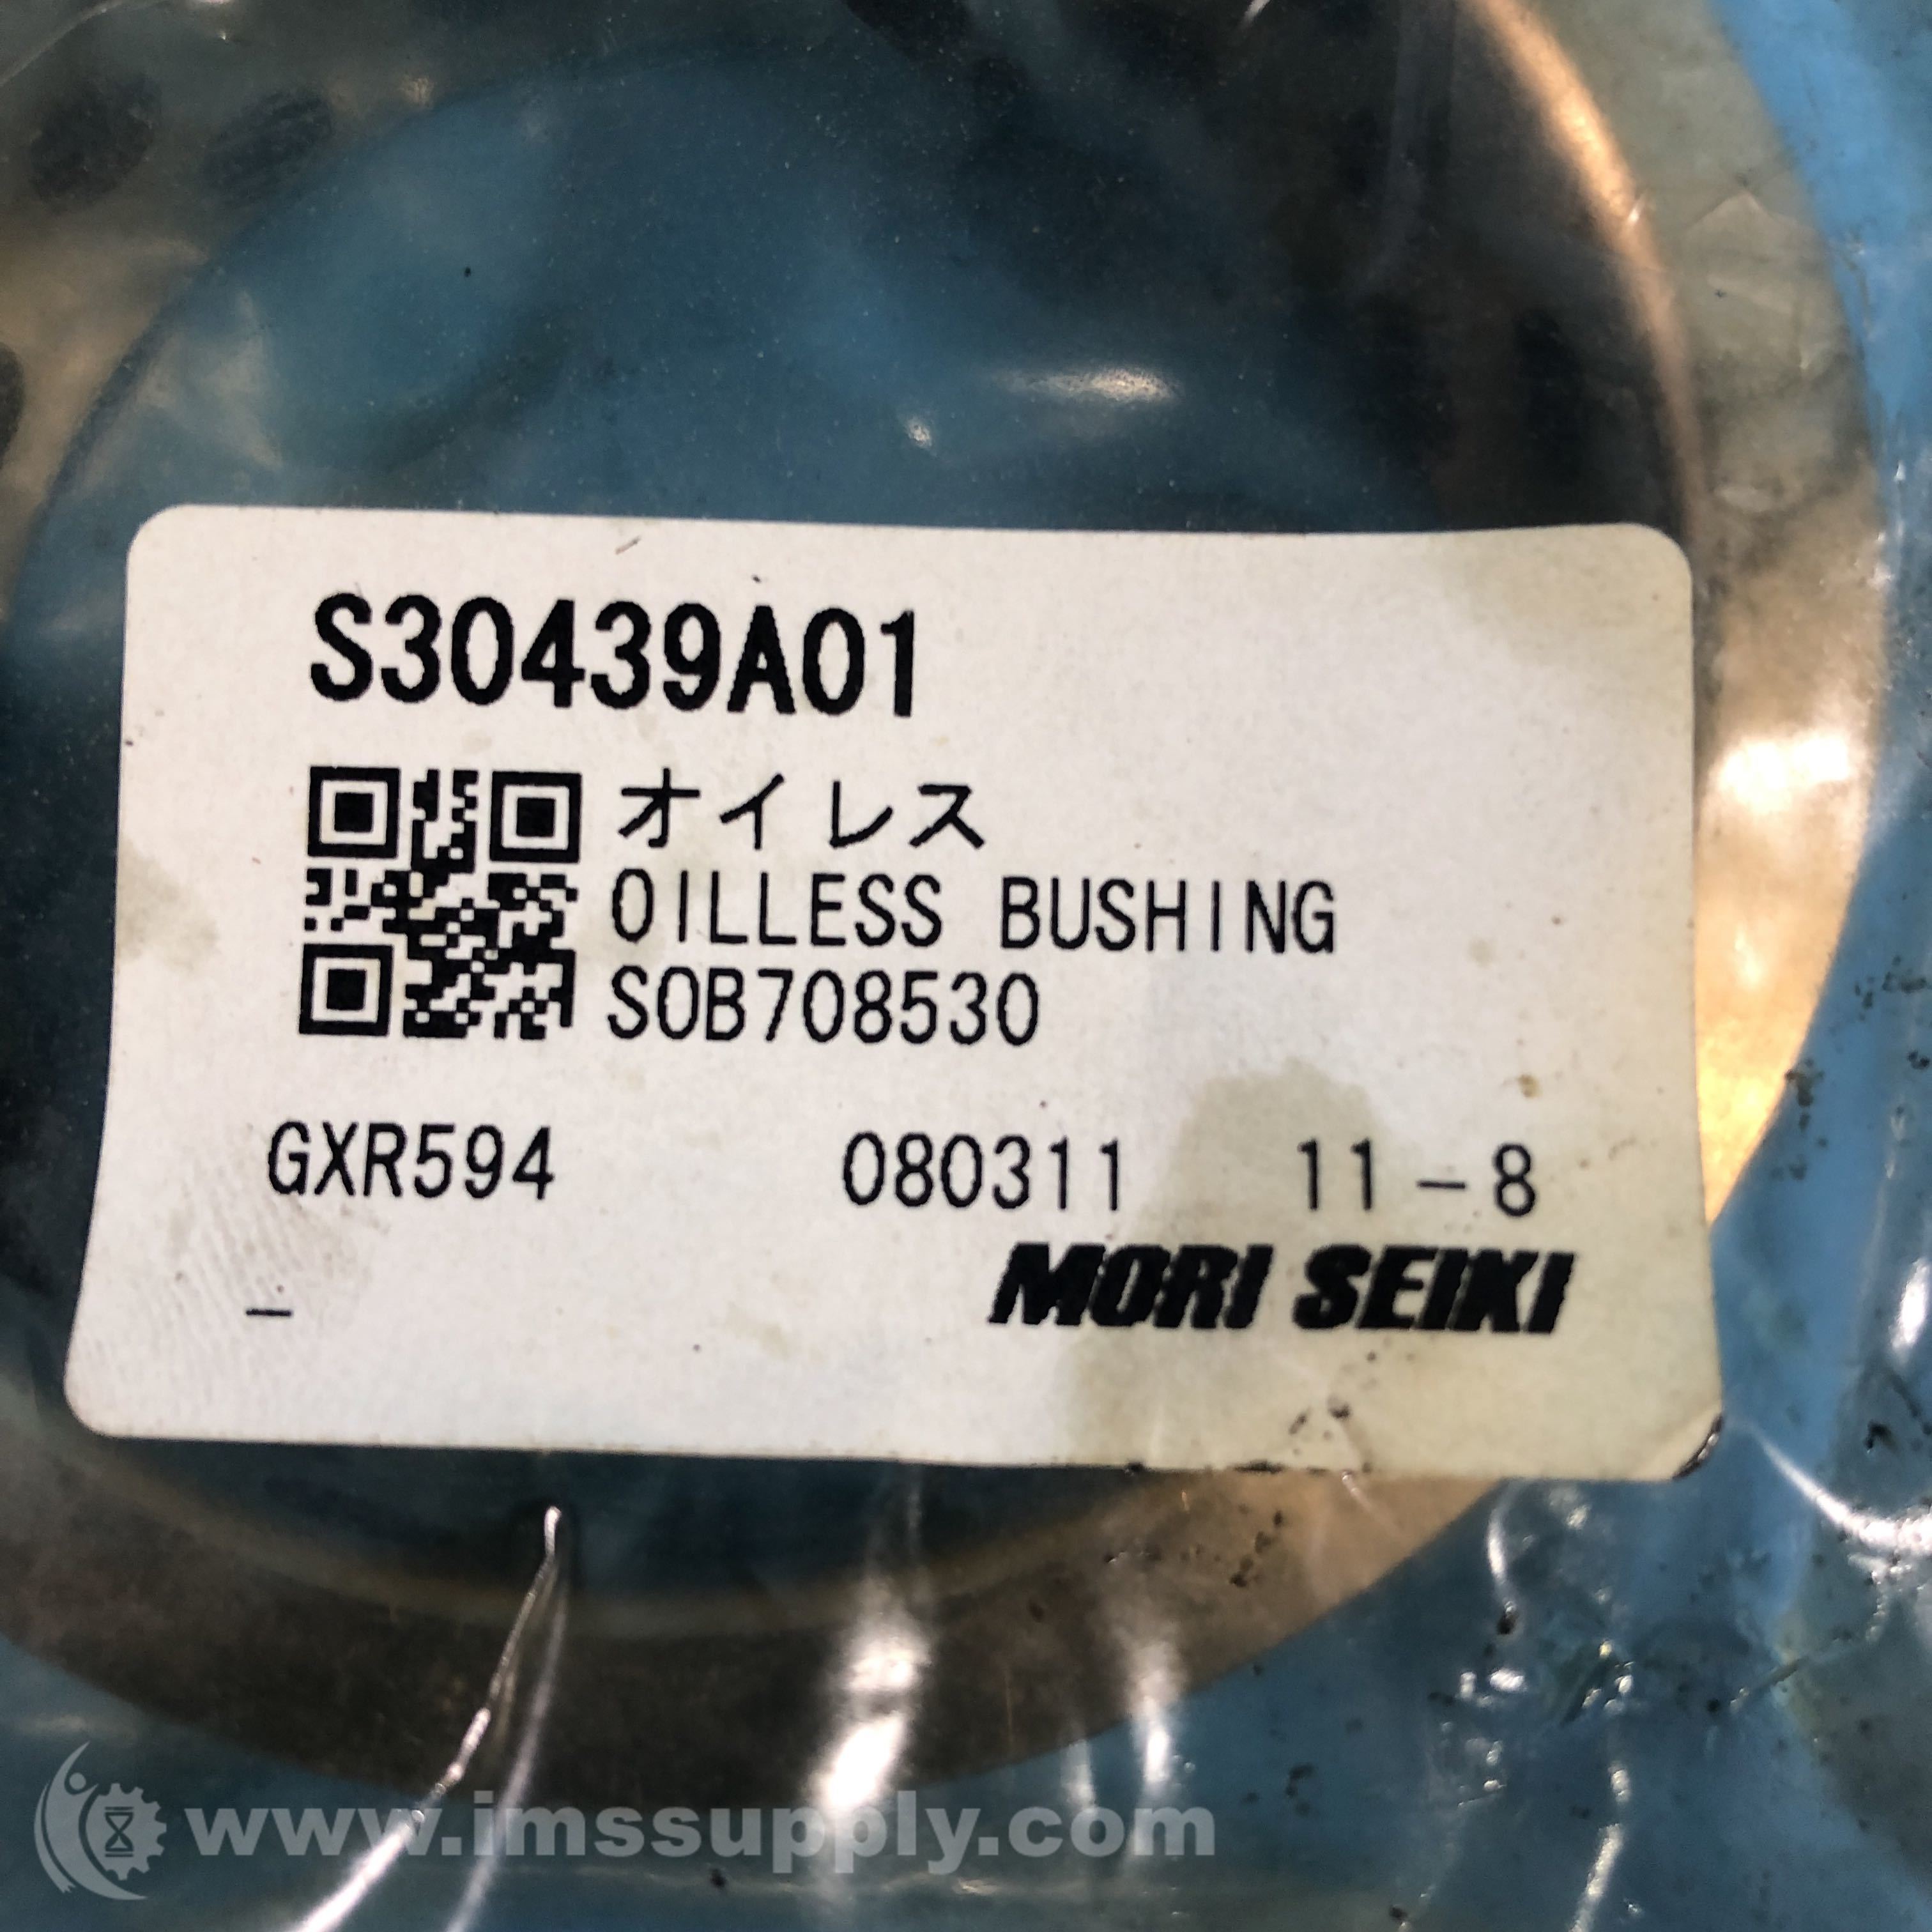 S30439A01
オイレス
OILLESS BUSHING
SOB708530
GXR594 080311 11-8
MORI SEIKI
-
www.imssupply.com